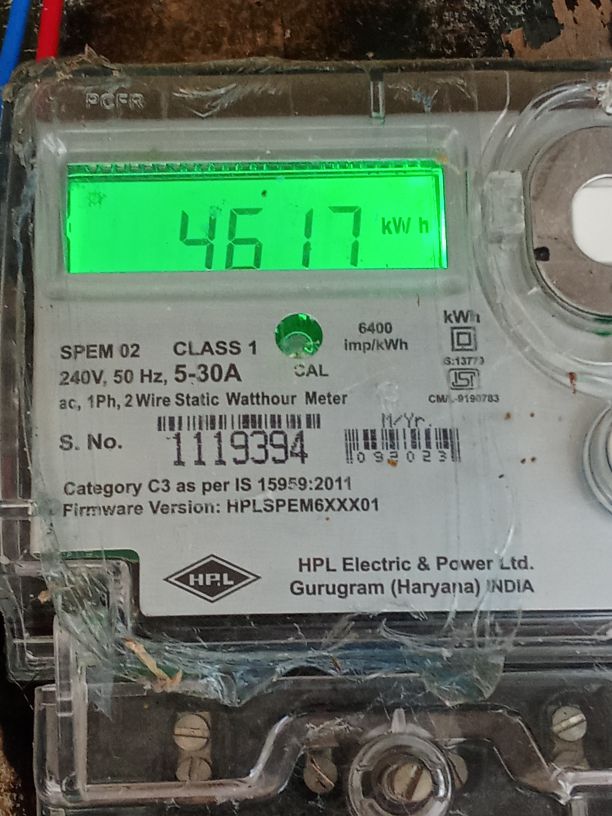 PCFR
4617 kWh
SPEM 02 CLASS 1
6400
imp/kWh
kWh
240V, 50 Hz, 5-30A
CAL
IS:13779
ac, 1Ph, 2 Wire Static Watthour Meter
CM/L-9190783
M/Yr.
S. No. 1119394
092023
Category C3 as per IS 15959:2011
Firmware Version: HPLSPEM6XXX01
HPL
HPL Electric & Power Ltd.
Gurugram (Haryana) INDIA